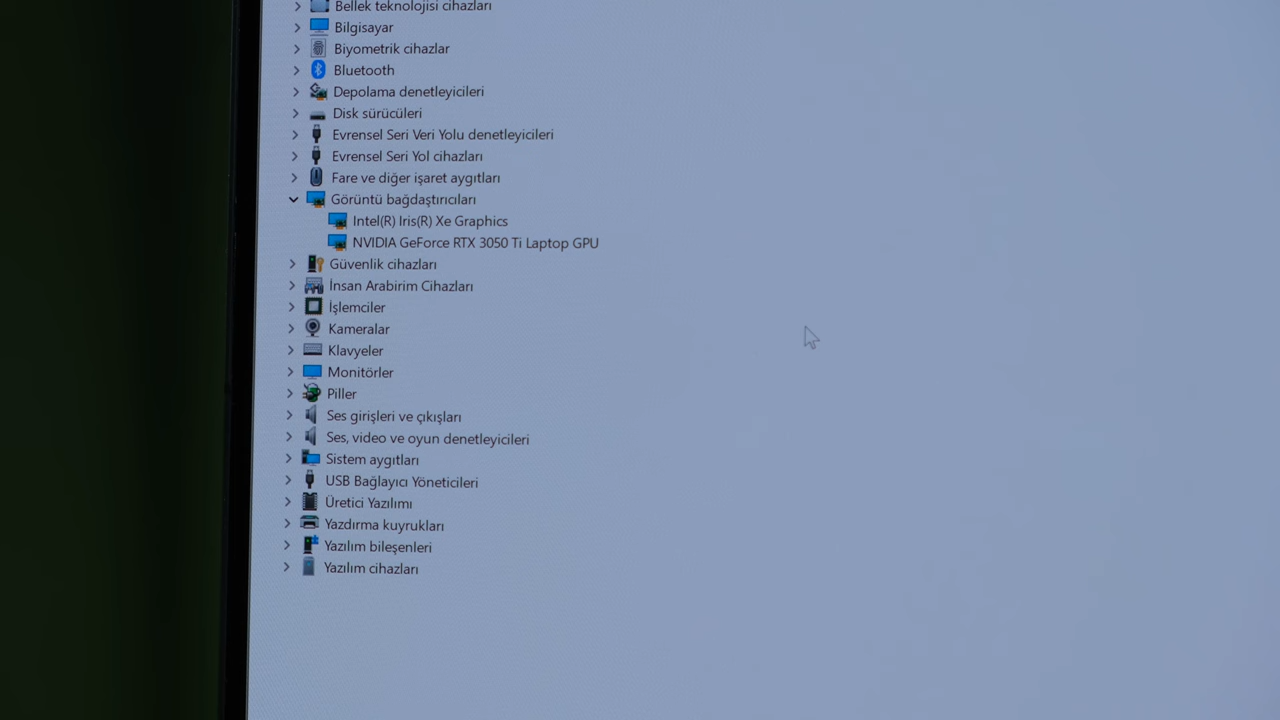 Bellek teknolojisi cihazları
Bilgisayar
Biyometrik cihazlar
Bluetooth
Depolama denetleyicileri
Disk sürücüleri
Evrensel Seri Veri Yolu denetleyicileri
Evrensel Seri Yol cihazları
Fare ve diğer işaret aygıtları
Görüntü bağdaştırıcıları
Intel(R) Iris(R) Xe Graphics
NVIDIA GeForce RTX 3050 Ti Laptop GPU
Güvenlik cihazları
İnsan Arabirim Cihazları
İşlemciler
Kameralar
Klavyeler
Monitörler
Piller
Ses girişleri ve çıkışları
Ses, video ve oyun denetleyicileri
Sistem aygıtları
USB Bağlayıcı Yöneticileri
Üretici Yazılımı
Yazdırma kuyrukları
Yazılım bileşenleri
Yazılım cihazları